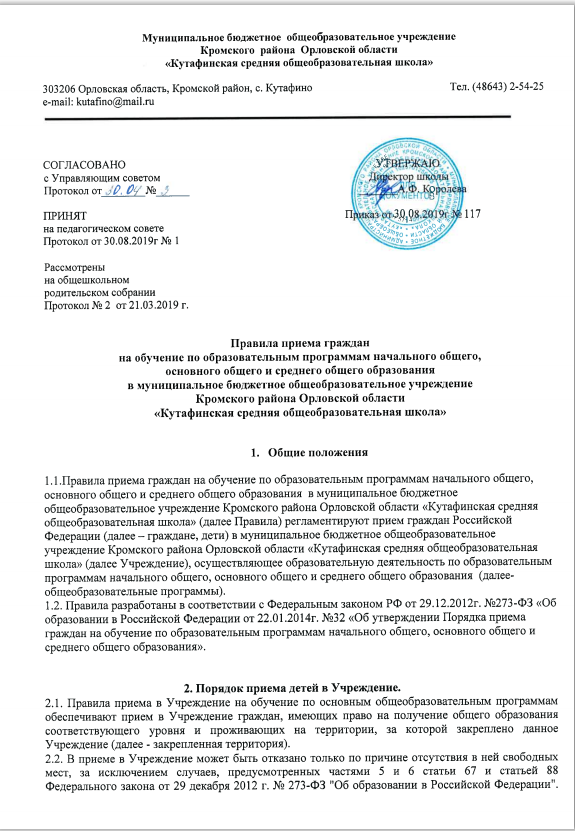 Муниципальное бюджетное общеобразовательное учреждение
Кромского района Орловской области
«Кутафинская средняя общеобразовательная школа»
303206 Орловская область, Кромской район, с. Кутафино Тел. (48643) 2-54-25
e-mail: kutafino@mail.ru
СОГЛАСОВАНО
с Управляющим советом
Протокол от 30.04 № 3
УТВЕРЖАЮ
Директор школы
А.Ф. Королева
ДОКУМЕНТОВ
Приказ от 30.08.2019г № 117
ПРИНЯТ
на педагогическом совете
Протокол от 30.08.2019г № 1
Рассмотрены
на общешкольном
родительском собрании
Протокол № 2 от 21.03.2019 г.
Правила приема граждан
на обучение по образовательным программам начального общего,
основного общего и среднего общего образования
в муниципальное бюджетное общеобразовательное учреждение
Кромского района Орловской области
«Кутафинская средняя общеобразовательная школа»
1. Общие положения
1.1.Правила приема граждан на обучение по образовательным программам начального общего,
основного общего и среднего общего образования в муниципальное бюджетное
общеобразовательное учреждение Кромского района Орловской области «Кутафинская средняя
общеобразовательная школа» (далее Правила) регламентируют прием граждан Российской
Федерации (далее – граждане, дети) в муниципальное бюджетное общеобразовательное
учреждение Кромского района Орловской области «Кутафинская средняя общеобразовательная
школа» (далее Учреждение), осуществляющее образовательную деятельность по образовательным
программам начального общего, основного общего и среднего общего образования (далее-
общеобразовательные программы).
1.2. Правила разработаны в соответствии с Федеральным законом РФ от 29.12.2012г. №273-ФЗ «Об
образовании в Российской Федерации от 22.01.2014г. №32 «Об утверждении Порядка приема
граждан на обучение по образовательным программам начального общего, основного общего и
среднего общего образования».
2. Порядок приема детей в Учреждение.
2.1. Правила приема в Учреждение на обучение по основным общеобразовательным программам
обеспечивают прием в Учреждение граждан, имеющих право на получение общего образования
соответствующего уровня и проживающих на территории, за которой закреплено данное
Учреждение (далее - закрепленная территория).
2.2. В приеме в Учреждение может быть отказано только по причине отсутствия в ней свободных
мест, за исключением случаев, предусмотренных частями 5 и 6 статьи 67 и статьей 88
Федерального закона от 29 декабря 2012 г. № 273-ФЗ "Об образовании в Российской Федерации".